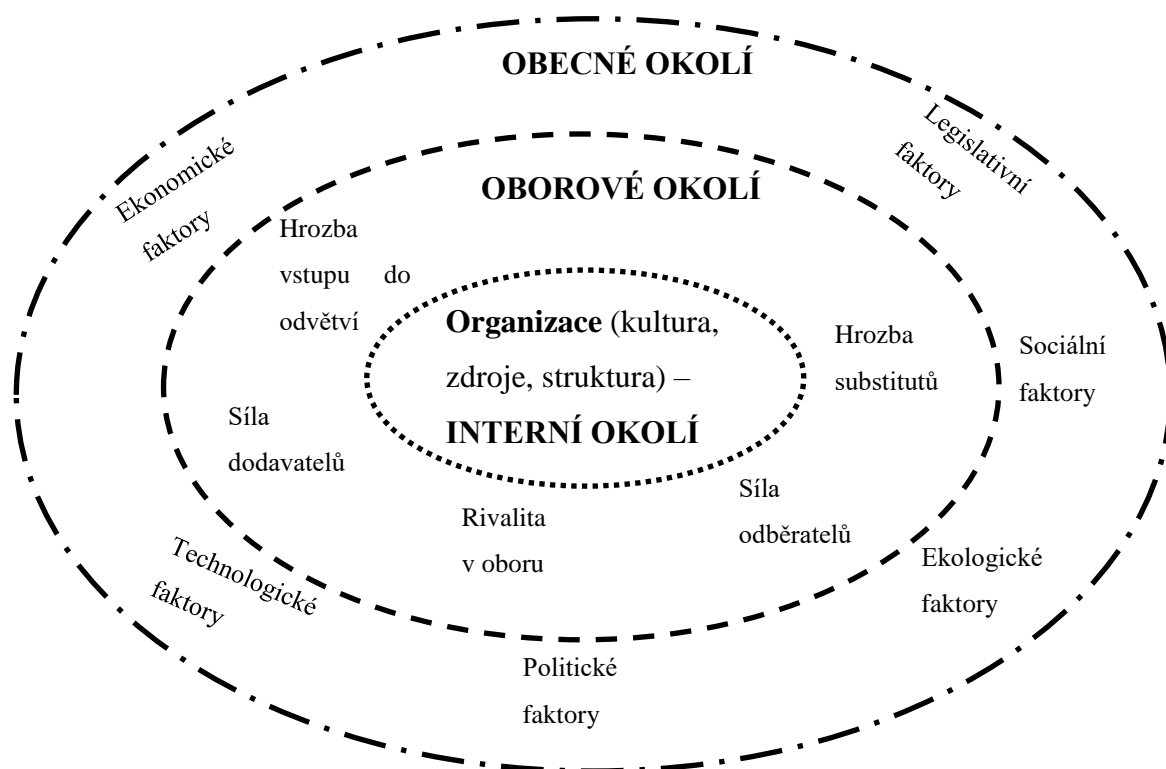 OBECNÉ OKOLÍ
Ekonomické
faktory
Legislativní
faktory
OBOROVÉ OKOLÍ
Hrozba
vstupu do
odvětví
Organizace (kultura,
zdroje, struktura) –
INTERNÍ OKOLÍ
Hrozba
substitutů
Sociální
faktory
Síla
dodavatelů
Rivalita
v oboru
Síla
odběratelů
Technologické
faktory
Ekologické
faktory
Politické
faktory